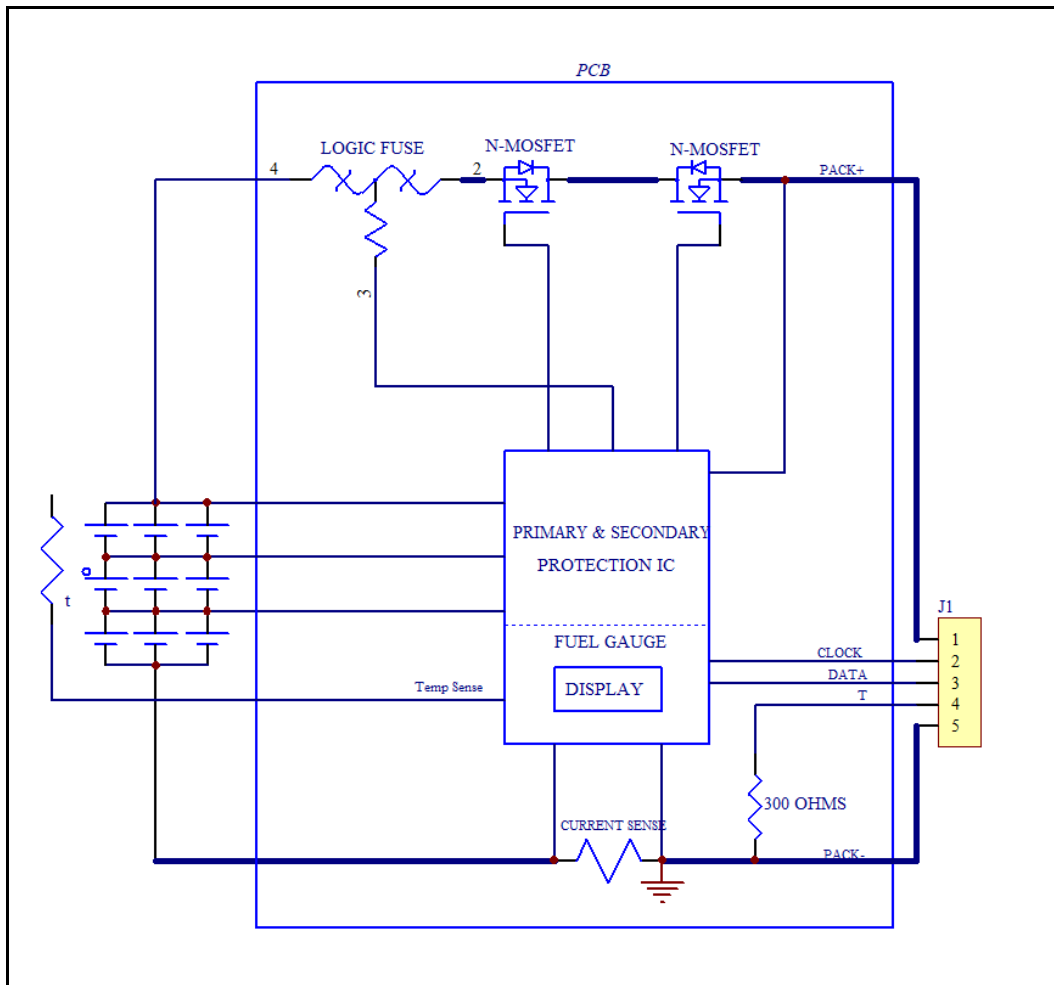 PCB
LOGIC FUSE
N-MOSFET
N-MOSFET
4
2
PACK+
3
PRIMARY & SECONDARY
PROTECTION IC
t
FUEL GAUGE
DISPLAY
Temp Sense
J1
1
CLOCK
2
DATA
3
T
4
5
300 OHMS
CURRENT SENSE
PACK-